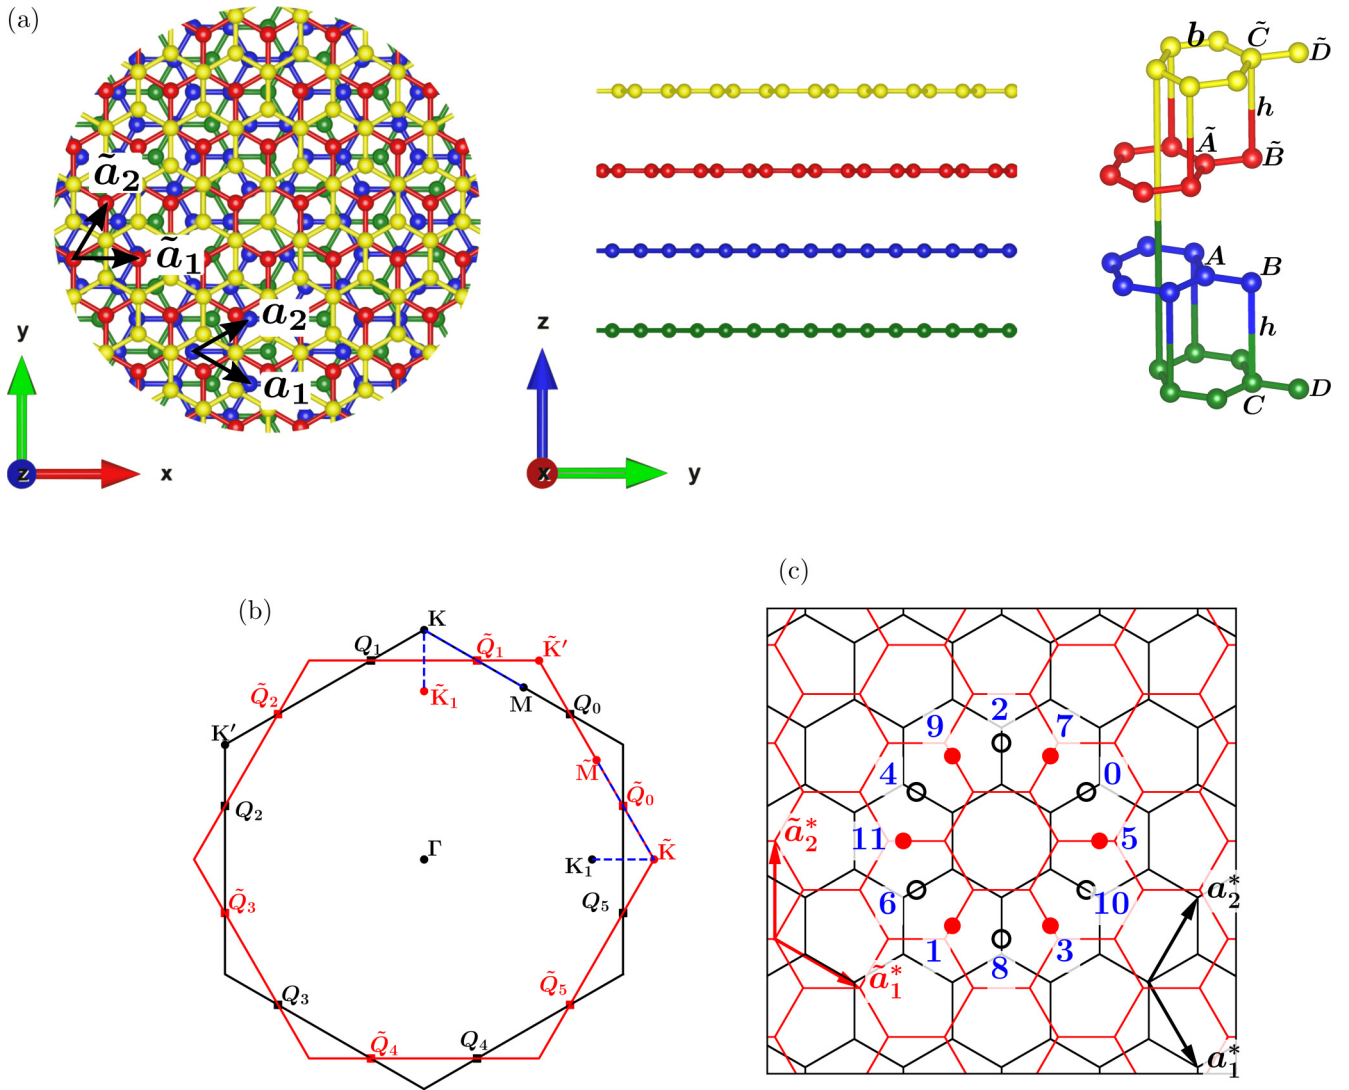 (a)
ã₂
ã₁
a₂
a₁
y
z
x
z
x
y
b
C̃
D̃
h
Ã
B̃
A
B
h
C
D
(b)
K
Q₁
Q̃₁
K̃′
Q̃₂
K̃₁
M
Q₀
K′
M̃
Q₂
Q̃₀
Γ
K₁
K̃
Q̃₃
Q₅
Q₃
Q̃₅
Q̃₄
Q₄
(c)
9
2
7
4
0
ã₂*
11
5
6
10
a₂*
1
8
3
ã₁*
a₁*